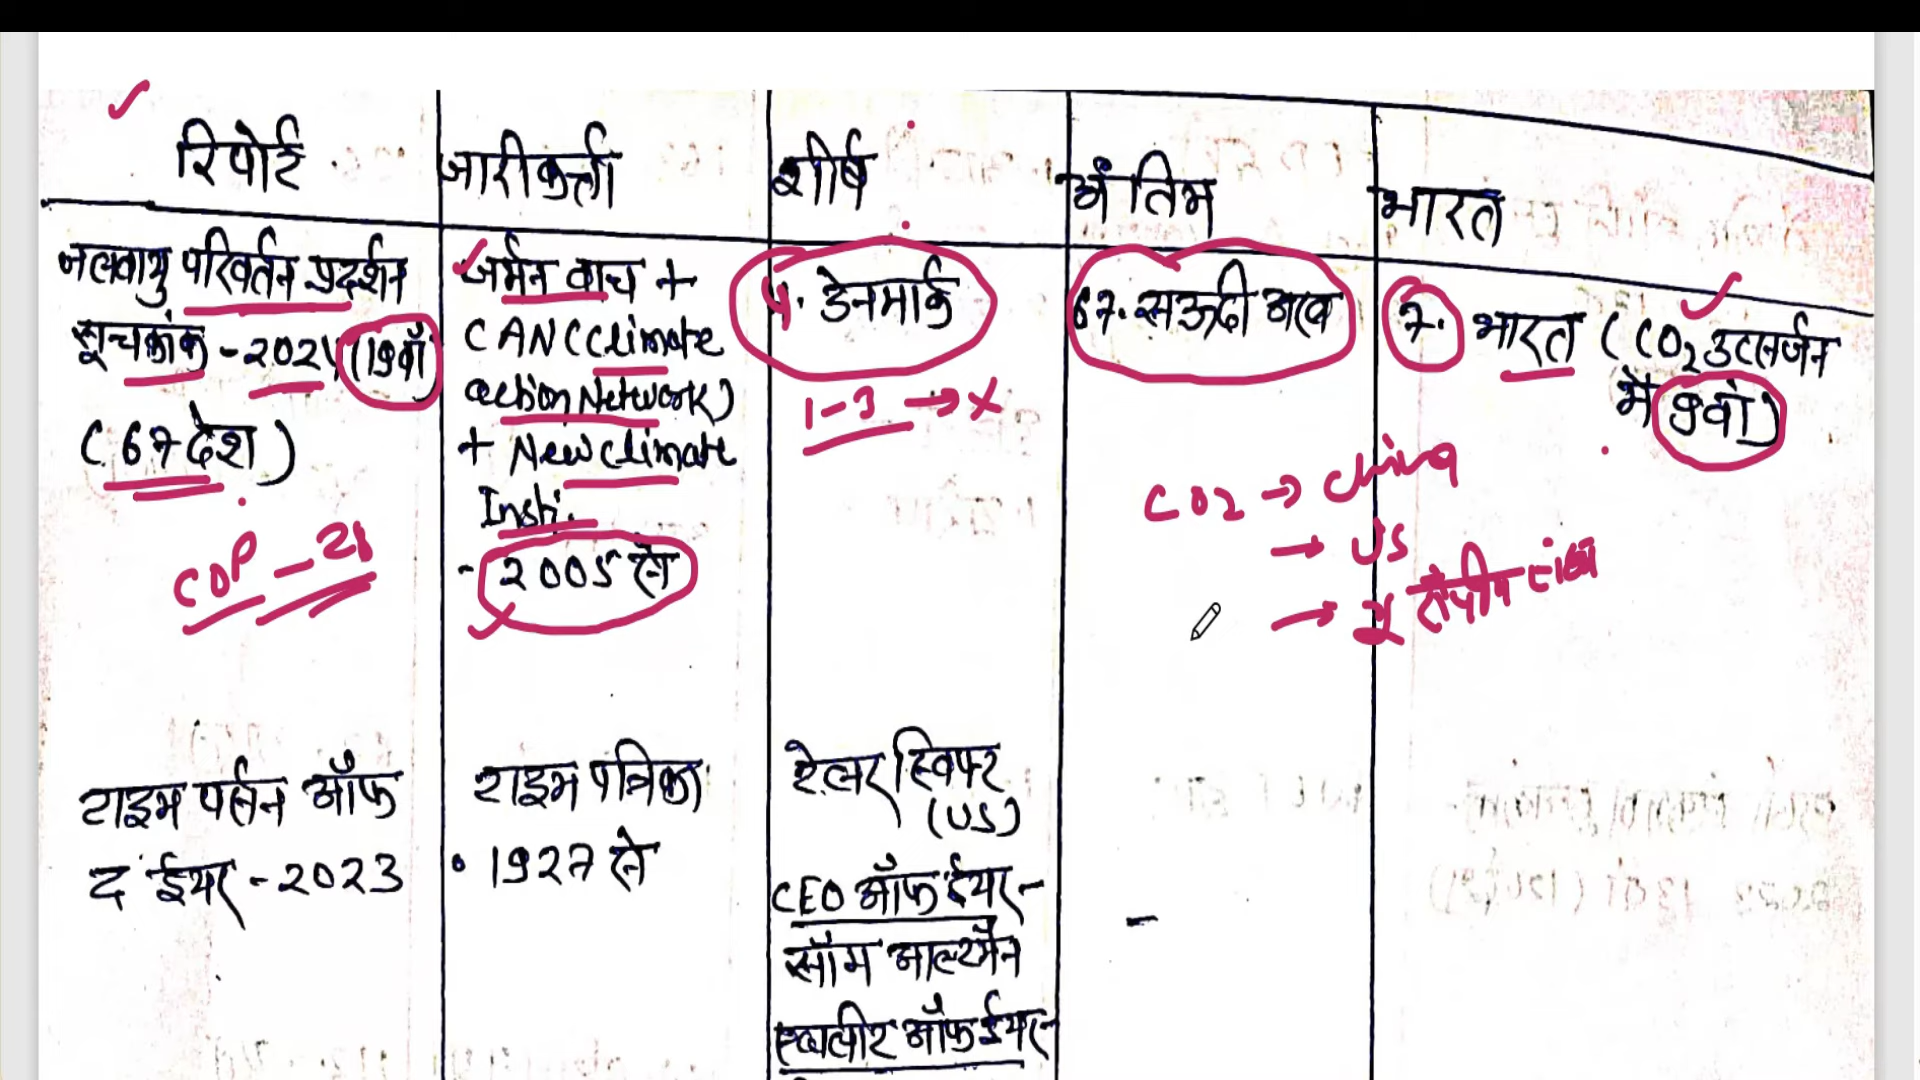 रिपोर्ट
जारीकर्त्ता
शीर्ष
अंतिम
भारत
जलवायु परिवर्तन प्रदर्शन
सूचकांक - 2024 (19वाँ)
(67 देश)
COP - 28
जर्मन वाच +
CAN (Climate
action Network)
+ New climate
Insti.
- 2005 से
4. डेनमार्क
1-3 → x
67. सऊदी अरब
7. भारत (CO2 उत्सर्जन
में 9वाँ)
CO2 → China
→ US
→ यूरोपीय संघ
टाइम पर्सन ऑफ
द ईयर - 2023
टाइम पत्रिका
• 1927 से
टेलर स्विफ्ट
(US)
CEO ऑफ ईयर-
सॉम आल्टमैन
एथलीट ऑफ ईयर-
-